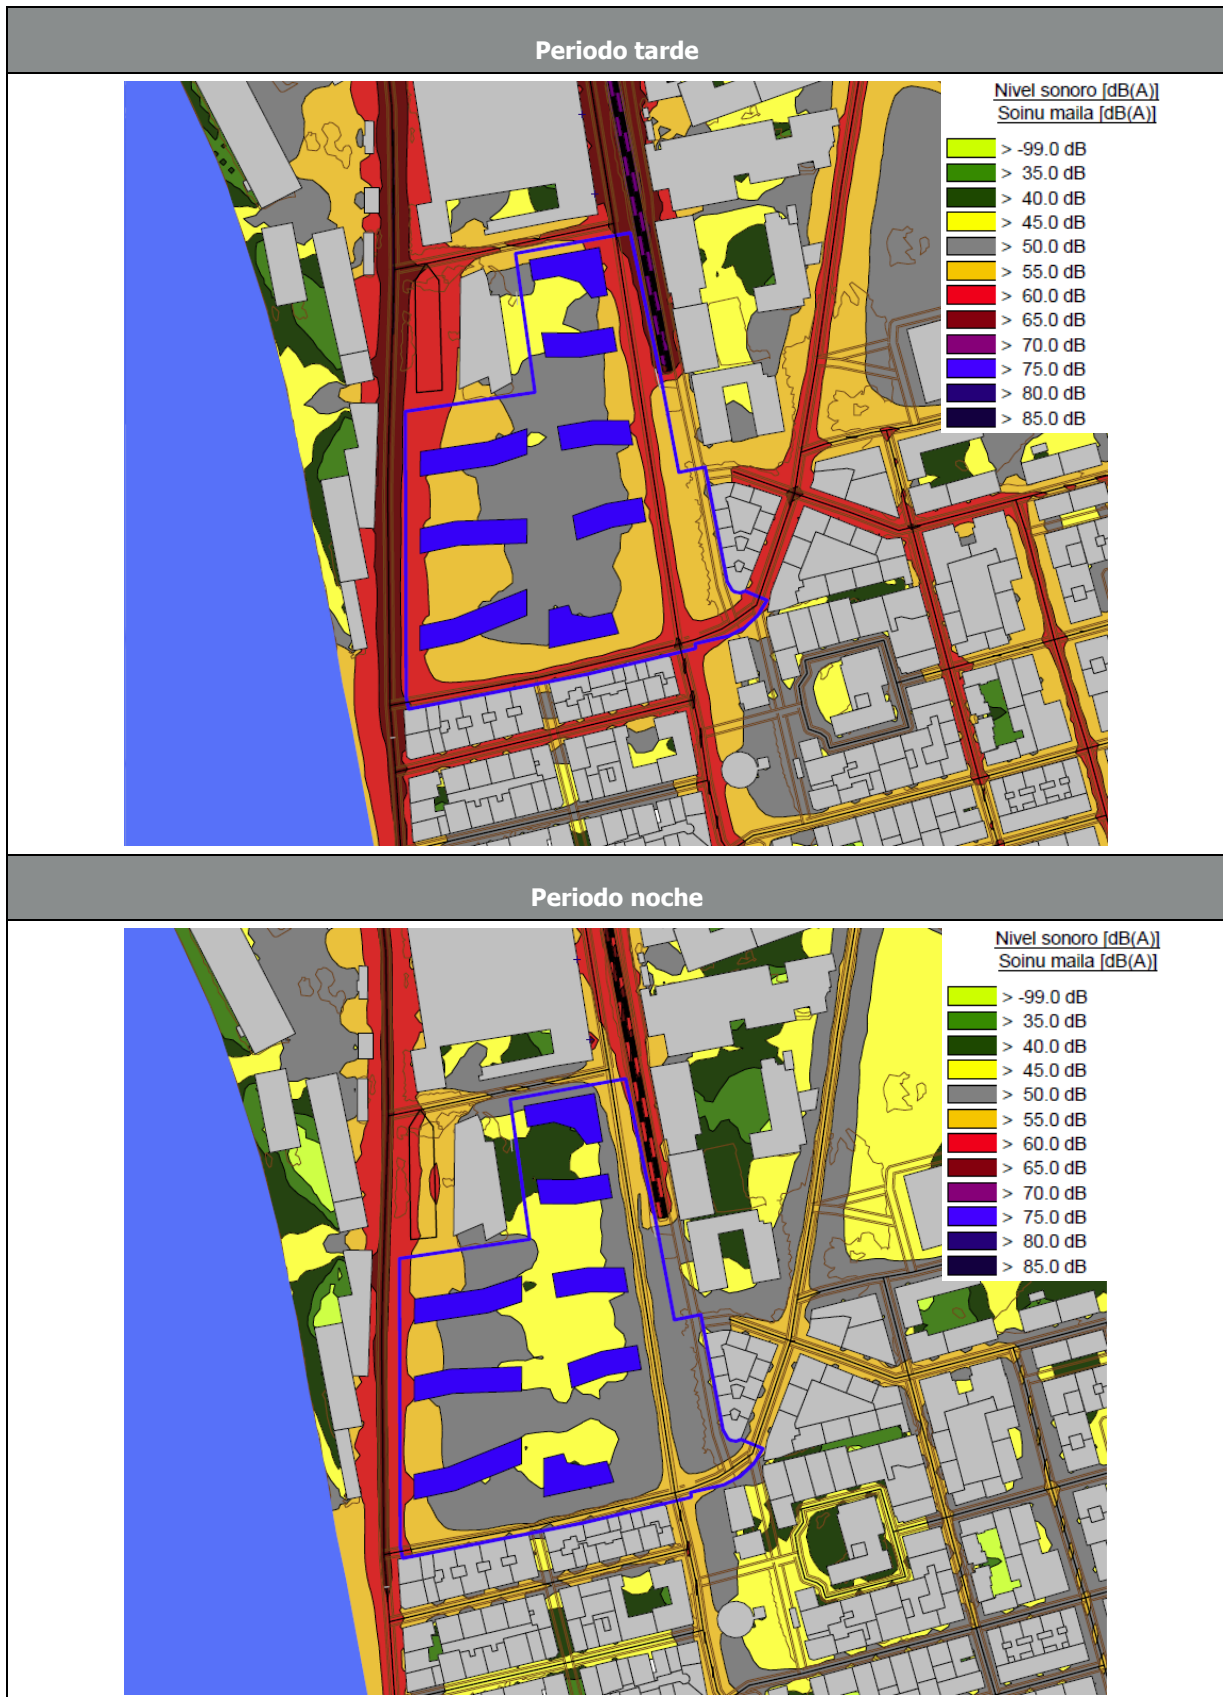 Periodo tarde
Nivel sonoro [dB(A)]
Soinu maila [dB(A)]
> -99.0 dB
> 35.0 dB
> 40.0 dB
> 45.0 dB
> 50.0 dB
> 55.0 dB
> 60.0 dB
> 65.0 dB
> 70.0 dB
> 75.0 dB
> 80.0 dB
> 85.0 dB
Periodo noche
Nivel sonoro [dB(A)]
Soinu maila [dB(A)]
> -99.0 dB
> 35.0 dB
> 40.0 dB
> 45.0 dB
> 50.0 dB
> 55.0 dB
> 60.0 dB
> 65.0 dB
> 70.0 dB
> 75.0 dB
> 80.0 dB
> 85.0 dB